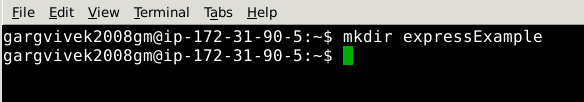 File Edit View Terminal Tabs Help
gargvivek2008gm@ip-172-31-90-5:~$ mkdir expressExample
gargvivek2008gm@ip-172-31-90-5:~$